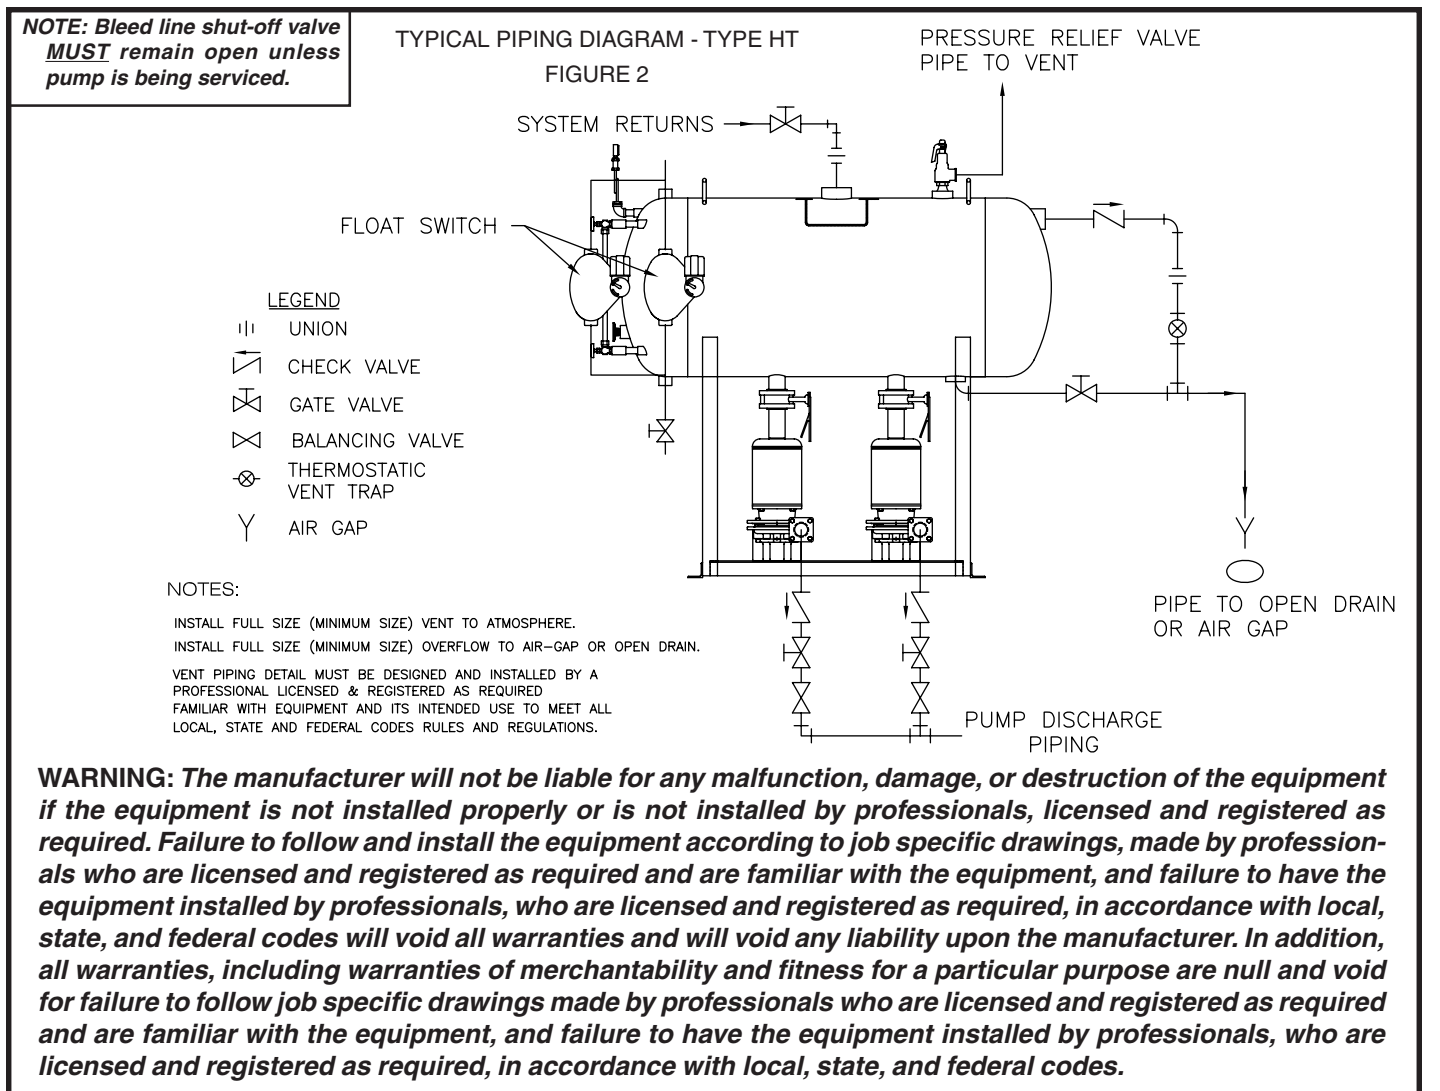 NOTE: Bleed line shut-off valve
MUST remain open unless
pump is being serviced.
TYPICAL PIPING DIAGRAM - TYPE HT
FIGURE 2
PRESSURE RELIEF VALVE
PIPE TO VENT
SYSTEM RETURNS
FLOAT SWITCH
LEGEND
UNION
CHECK VALVE
GATE VALVE
BALANCING VALVE
THERMOSTATIC
VENT TRAP
AIR GAP
PIPE TO OPEN DRAIN
OR AIR GAP
NOTES:
INSTALL FULL SIZE (MINIMUM SIZE) VENT TO ATMOSPHERE.
INSTALL FULL SIZE (MINIMUM SIZE) OVERFLOW TO AIR-GAP OR OPEN DRAIN.
VENT PIPING DETAIL MUST BE DESIGNED AND INSTALLED BY A
PROFESSIONAL LICENSED & REGISTERED AS REQUIRED
FAMILIAR WITH EQUIPMENT AND ITS INTENDED USE TO MEET ALL
LOCAL, STATE AND FEDERAL CODES RULES AND REGULATIONS.
PUMP DISCHARGE
PIPING
WARNING: The manufacturer will not be liable for any malfunction, damage, or destruction of the equipment
if the equipment is not installed properly or is not installed by professionals, licensed and registered as
required. Failure to follow and install the equipment according to job specific drawings, made by profession-
als who are licensed and registered as required and are familiar with the equipment, and failure to have the
equipment installed by professionals, who are licensed and registered as required, in accordance with local,
state, and federal codes will void all warranties and will void any liability upon the manufacturer. In addition,
all warranties, including warranties of merchantability and fitness for a particular purpose are null and void
for failure to follow job specific drawings made by professionals who are licensed and registered as required
and are familiar with the equipment, and failure to have the equipment installed by professionals, who are
licensed and registered as required, in accordance with local, state, and federal codes.